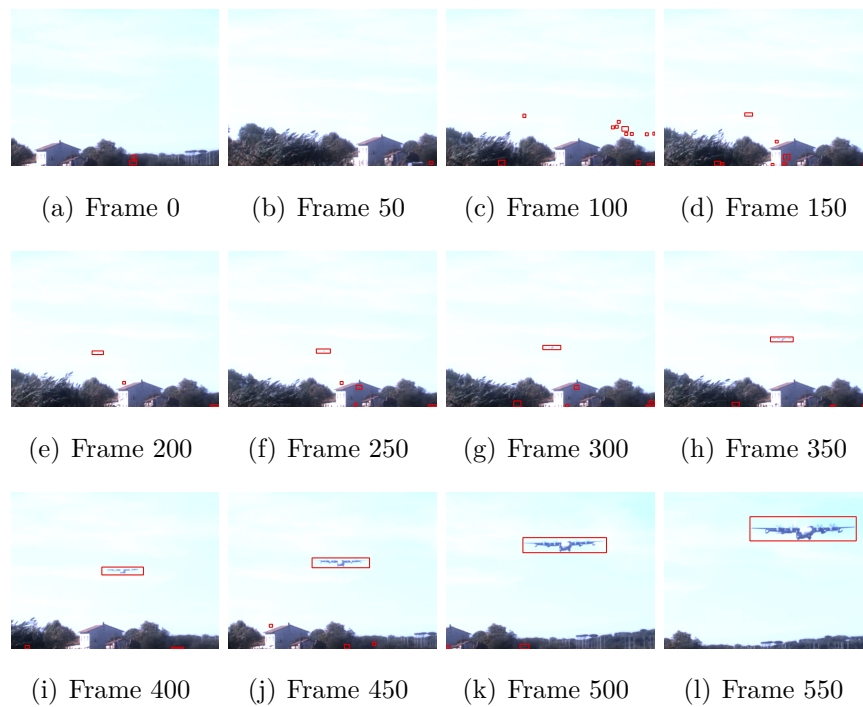 (a) Frame 0
(b) Frame 50
(c) Frame 100
(d) Frame 150
(e) Frame 200
(f) Frame 250
(g) Frame 300
(h) Frame 350
(i) Frame 400
(j) Frame 450
(k) Frame 500
(l) Frame 550